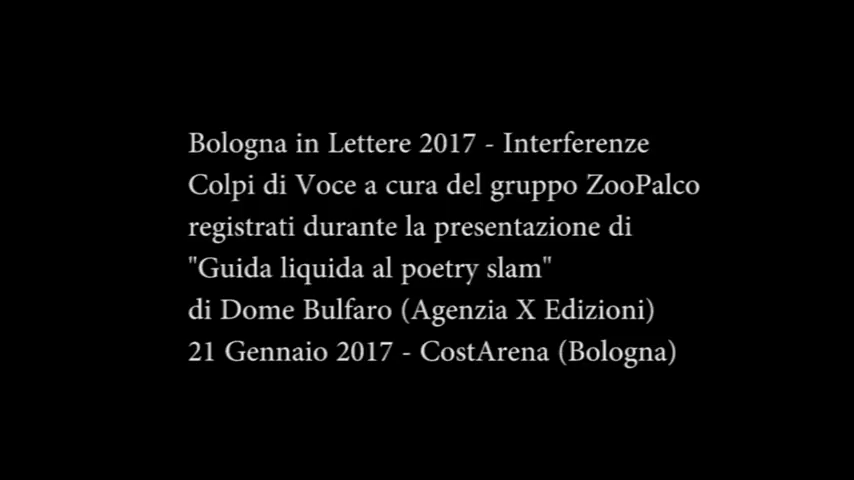 Bologna in Lettere 2017 - Interferenze
Colpi di Voce a cura del gruppo ZooPalco
registrati durante la presentazione di
"Guida liquida al poetry slam"
di Dome Bulfaro (Agenzia X Edizioni)
21 Gennaio 2017 - CostArena (Bologna)